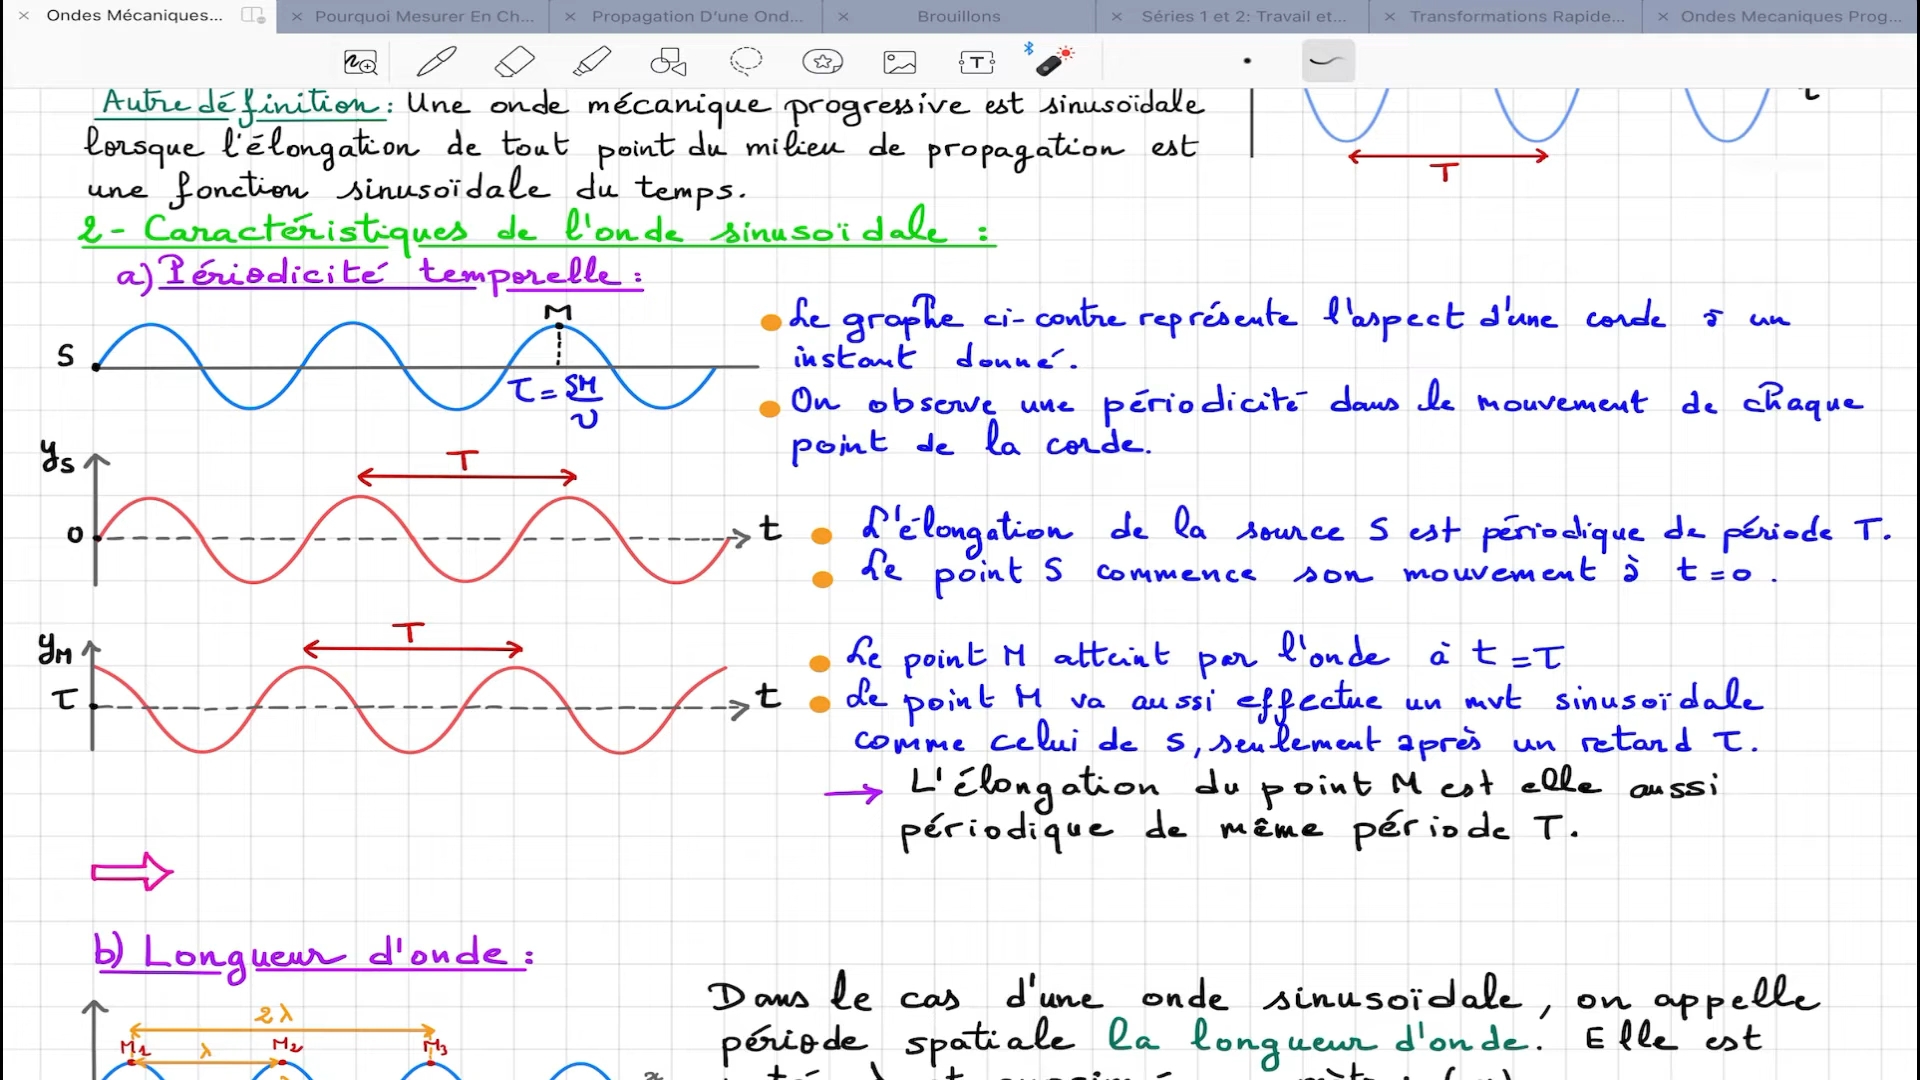 Ondes Mécaniques...
Pourquoi Mesurer En Ch...
Propagation D'une Ond...
Brouillons
Séries 1 et 2: Travail et...
Transformations Rapide...
Ondes Mecaniques Prog...
Autre définition : Une onde mécanique progressive est sinusoïdale
lorsque l'élongation de tout point du milieu de propagation est
une fonction sinusoïdale du temps.
T
2- Caractéristiques de l'onde sinusoïdale :
a) Périodicité temporelle :
M
S
τ = SM/v
Le graphe ci-contre représente l'aspect d'une corde à un
instant donné.
On observe une périodicité dans le mouvement de chaque
point de la corde.
yS
T
0
t
L'élongation de la source S est périodique de période T.
Le point S commence son mouvement à t=0.
yM
T
τ
t
Le point M atteint par l'onde à t=τ
Le point M va aussi effectue un mvt sinusoïdale
comme celui de S, seulement après un retard τ.
→ L'élongation du point M est elle aussi
périodique de même période T.
b) Longueur d'onde :
2λ
M1 λ M2 M3
Dans le cas d'une onde sinusoïdale, on appelle
période spatiale la longueur d'onde. Elle est